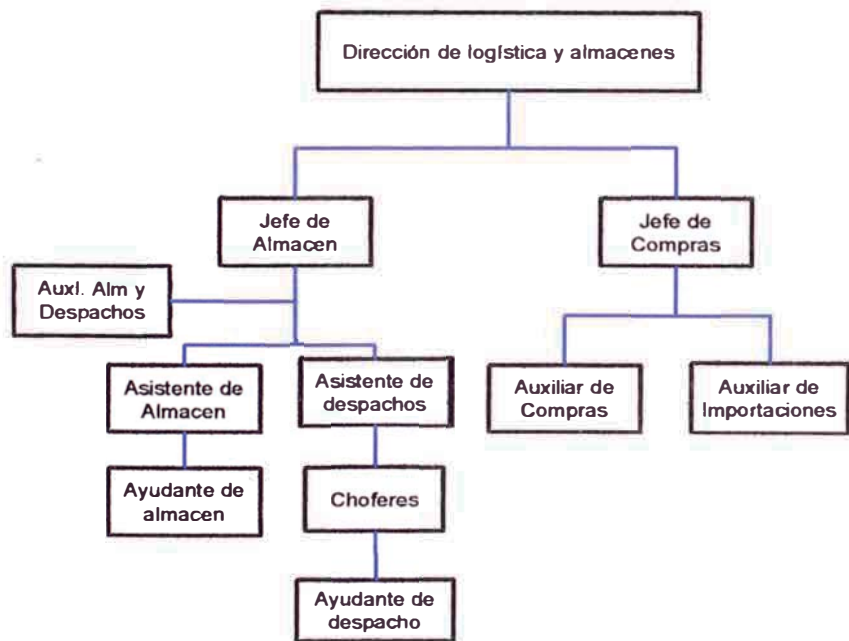 Dirección de logística y almacenes
Jefe de
Almacen
Jefe de
Compras
Auxl. Alm y
Despachos
Asistente de
Almacen
Asistente de
despachos
Auxiliar de
Compras
Auxiliar de
Importaciones
Ayudante de
almacen
Choferes
Ayudante de
despacho